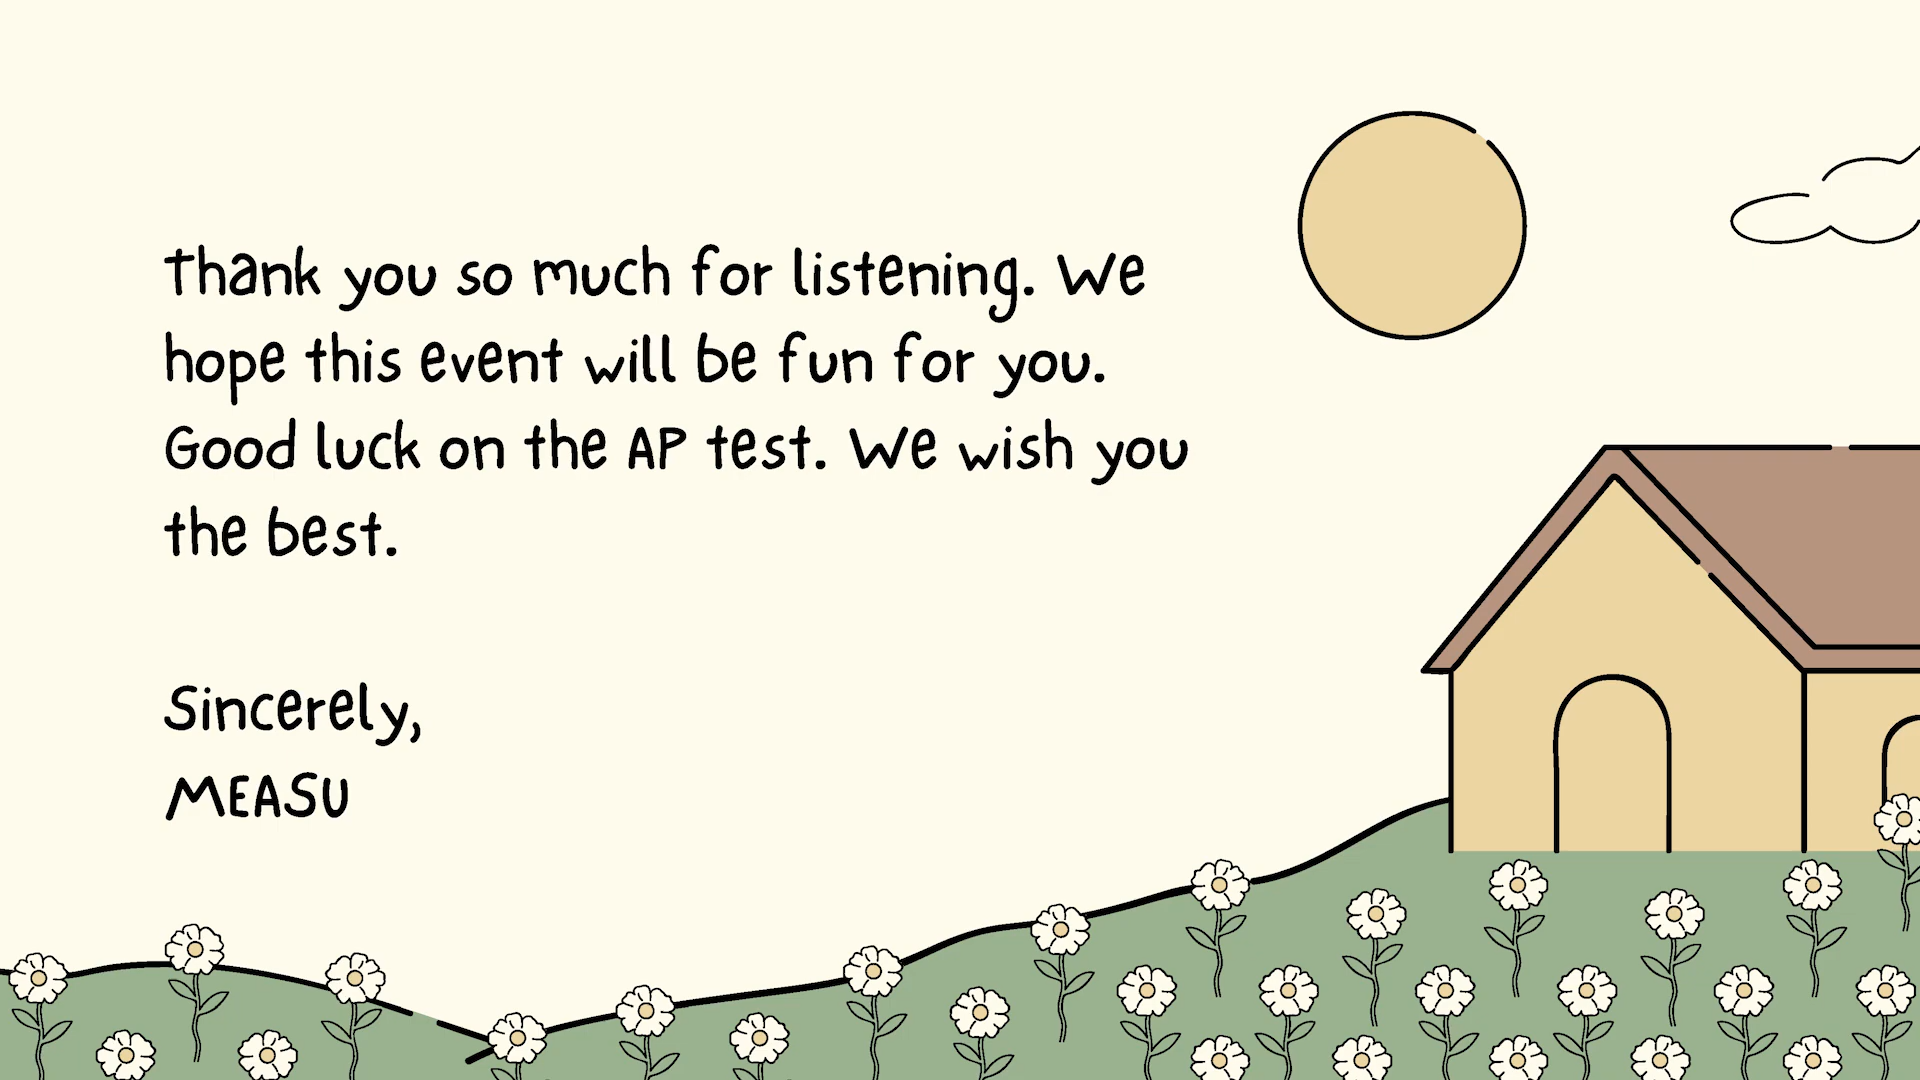 Thank you so much for listening. We
hope this event will be fun for you.
Good luck on the AP test. We wish you
the best.
Sincerely,
MEASU